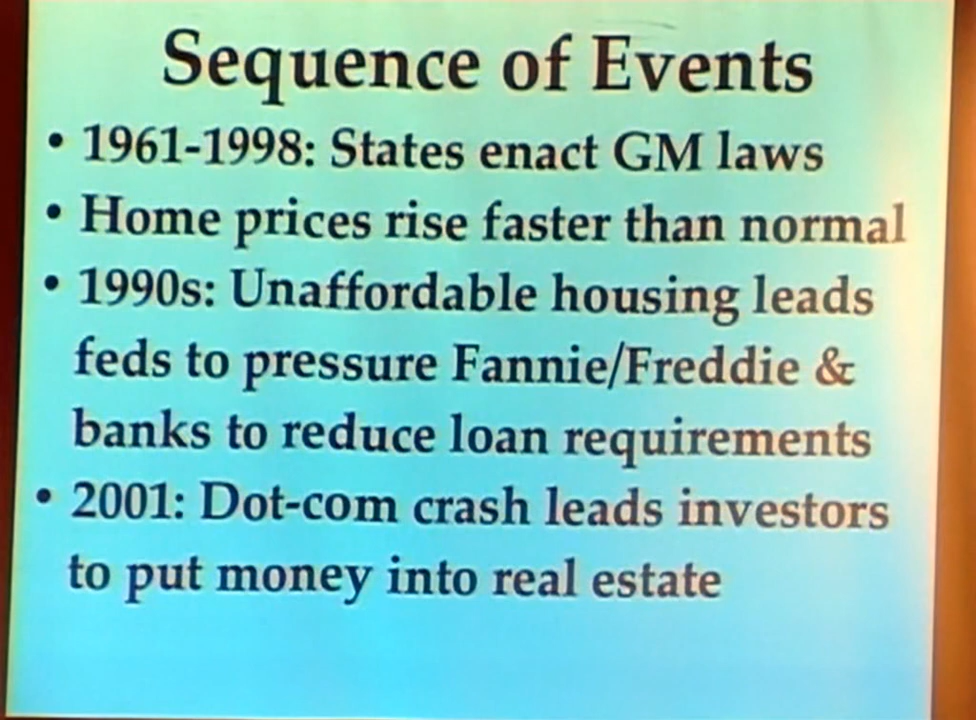 Sequence of Events
• 1961-1998: States enact GM laws
• Home prices rise faster than normal
• 1990s: Unaffordable housing leads
feds to pressure Fannie/Freddie &
banks to reduce loan requirements
• 2001: Dot-com crash leads investors
to put money into real estate